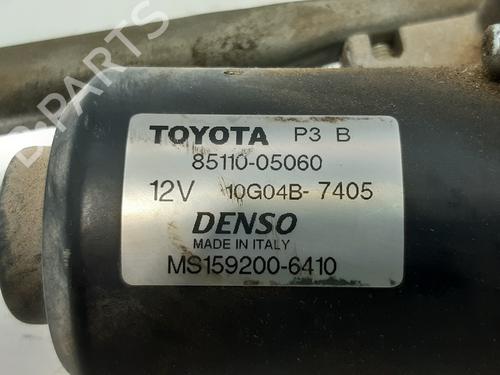 TOYOTA P3 B
85110-05060
12V 10G04B-7405
DENSO
MADE IN ITALY
MS159200-6410